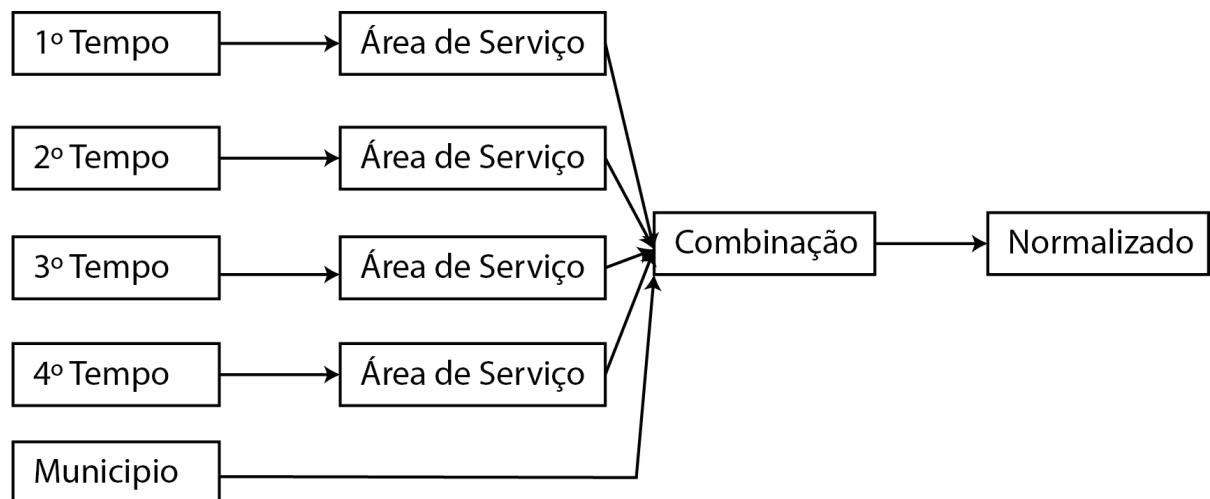 1º Tempo
Área de Serviço
2º Tempo
Área de Serviço
3º Tempo
Área de Serviço
4º Tempo
Área de Serviço
Municipio
Combinação
Normalizado